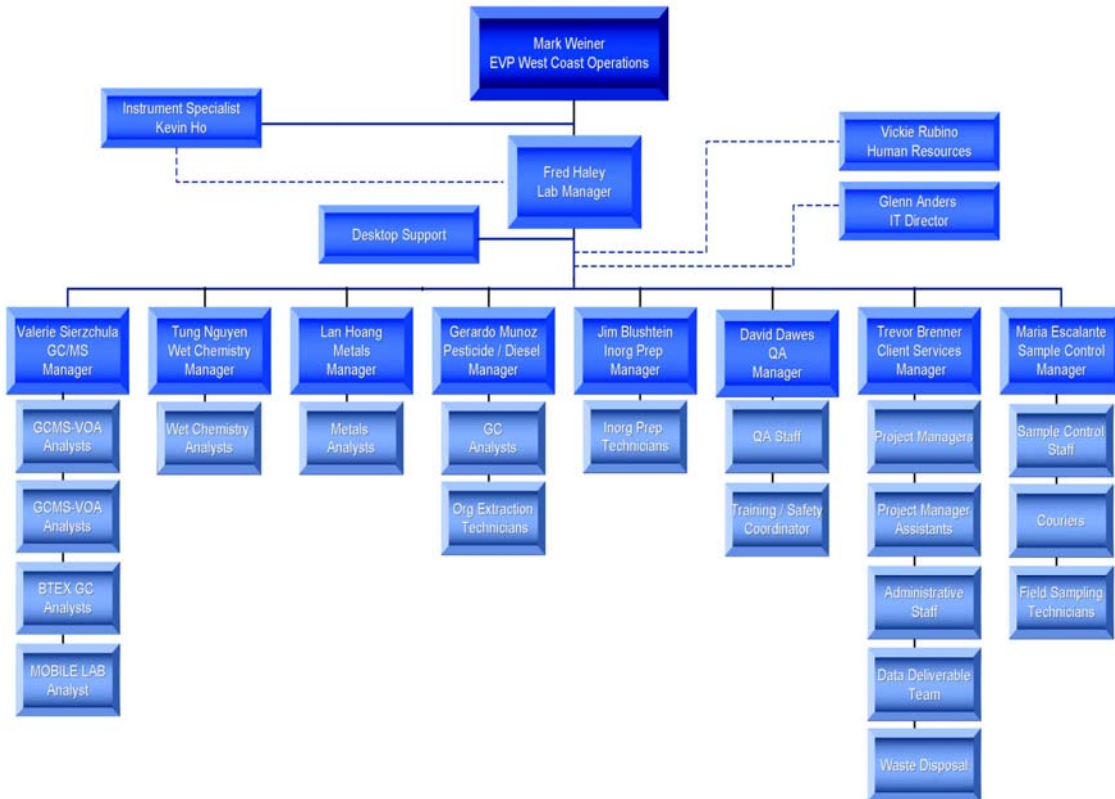 Mark Weiner
EVP West Coast Operations
Instrument Specialist
Kevin Ho
Vickie Rubino
Human Resources
Fred Haley
Lab Manager
Glenn Anders
IT Director
Desktop Support
Valerie Sierzchula
GC/MS
Manager
Tung Nguyen
Wet Chemistry
Manager
Lan Hoang
Metals
Manager
Gerardo Munoz
Pesticide / Diesel
Manager
Jim Blushtein
Inorg Prep
Manager
David Dawes
QA
Manager
Trevor Brenner
Client Services
Manager
Maria Escalante
Sample Control
Manager
GCMS-VOA
Analysts
Wet Chemistry
Analysts
Metals
Analysts
GC
Analysts
Inorg Prep
Technicians
QA Staff
Project Managers
Sample Control
Staff
GCMS-VOA
Analysts
Org Extraction
Technicians
Training / Safety
Coordinator
Project Manager
Assistants
Couriers
BTEX GC
Analysts
Administrative
Staff
Field Sampling
Technicians
MOBILE LAB
Analyst
Data Deliverable
Team
Waste Disposal